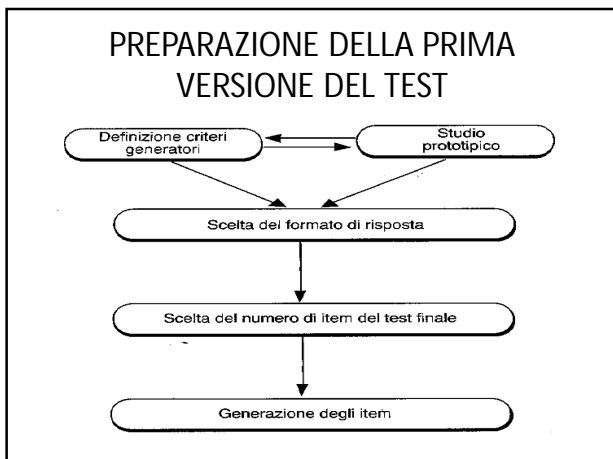 PREPARAZIONE DELLA PRIMA
VERSIONE DEL TEST
Definizione criteri
generatori
Studio
prototipico
Scelta del formato di risposta
Scelta del numero di item del test finale
Generazione degli item